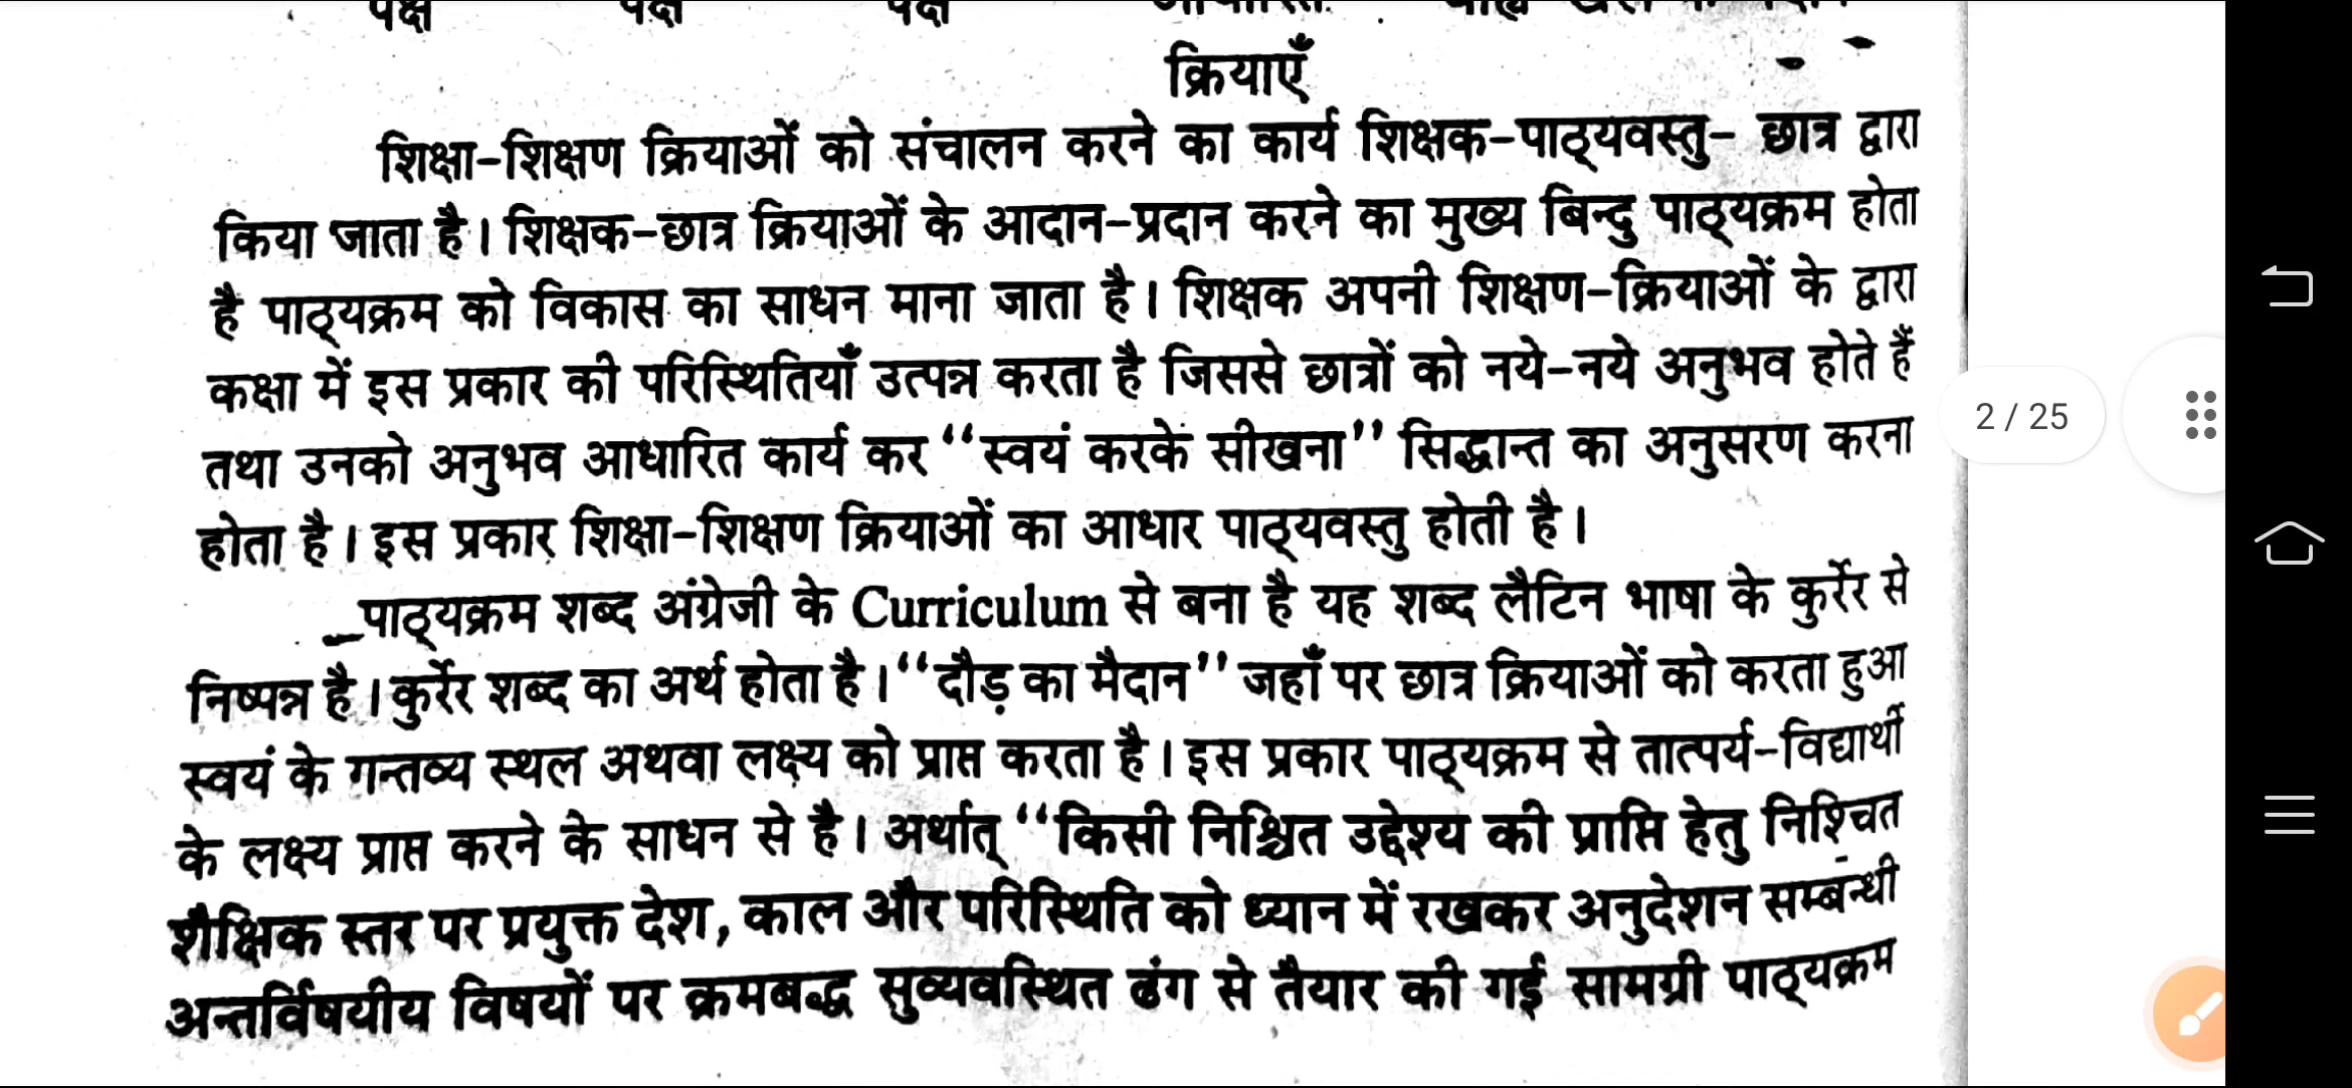 पक्ष पक्ष पक्ष
क्रियाएँ
शिक्षा-शिक्षण क्रियाओं को संचालन करने का कार्य शिक्षक-पाठ्यवस्तु- छात्र द्वारा
किया जाता है। शिक्षक-छात्र क्रियाओं के आदान-प्रदान करने का मुख्य बिन्दु पाठ्यक्रम होता
है पाठ्यक्रम को विकास का साधन माना जाता है। शिक्षक अपनी शिक्षण-क्रियाओं के द्वारा
कक्षा में इस प्रकार की परिस्थितियाँ उत्पन्न करता है जिससे छात्रों को नये-नये अनुभव होते हैं
तथा उनको अनुभव आधारित कार्य कर “स्वयं करके सीखना” सिद्धान्त का अनुसरण करना
होता है। इस प्रकार शिक्षा-शिक्षण क्रियाओं का आधार पाठ्यवस्तु होती है।
पाठ्यक्रम शब्द अंग्रेजी के Curriculum से बना है यह शब्द लैटिन भाषा के कुर्रेर से
निष्पन्न है। कुर्रेर शब्द का अर्थ होता है। “दौड़ का मैदान” जहाँ पर छात्र क्रियाओं को करता हुआ
स्वयं के गन्तव्य स्थल अथवा लक्ष्य को प्राप्त करता है। इस प्रकार पाठ्यक्रम से तात्पर्य-विद्यार्थी
के लक्ष्य प्राप्त करने के साधन से है। अर्थात् “किसी निश्चित उद्देश्य की प्राप्ति हेतु निश्चित
शैक्षिक स्तर पर प्रयुक्त देश, काल और परिस्थिति को ध्यान में रखकर अनुदेशन सम्बन्धी
अन्तर्विषयीय विषयों पर क्रमबद्ध सुव्यवस्थित ढंग से तैयार की गई सामग्री पाठ्यक्रम
2 / 25